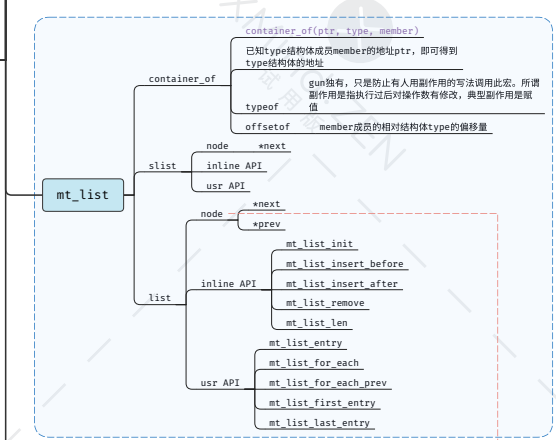 container_of(ptr, type, member)
已知type结构体成员member的地址ptr，即可得到
type结构体的地址
container_of
gun独有，只是防止有人用副作用的写法调用此宏。所谓
副作用是指执行过后对操作数有修改，典型副作用是赋
值
typeof
offsetof member成员的相对结构体type的偏移量
node *next
slist inline API
usr API
mt_list
*next
node
*prev
mt_list_init
mt_list_insert_before
inline API mt_list_insert_after
list mt_list_remove
mt_list_len
mt_list_entry
mt_list_for_each
usr API mt_list_for_each_prev
mt_list_first_entry
mt_list_last_entry
试用版